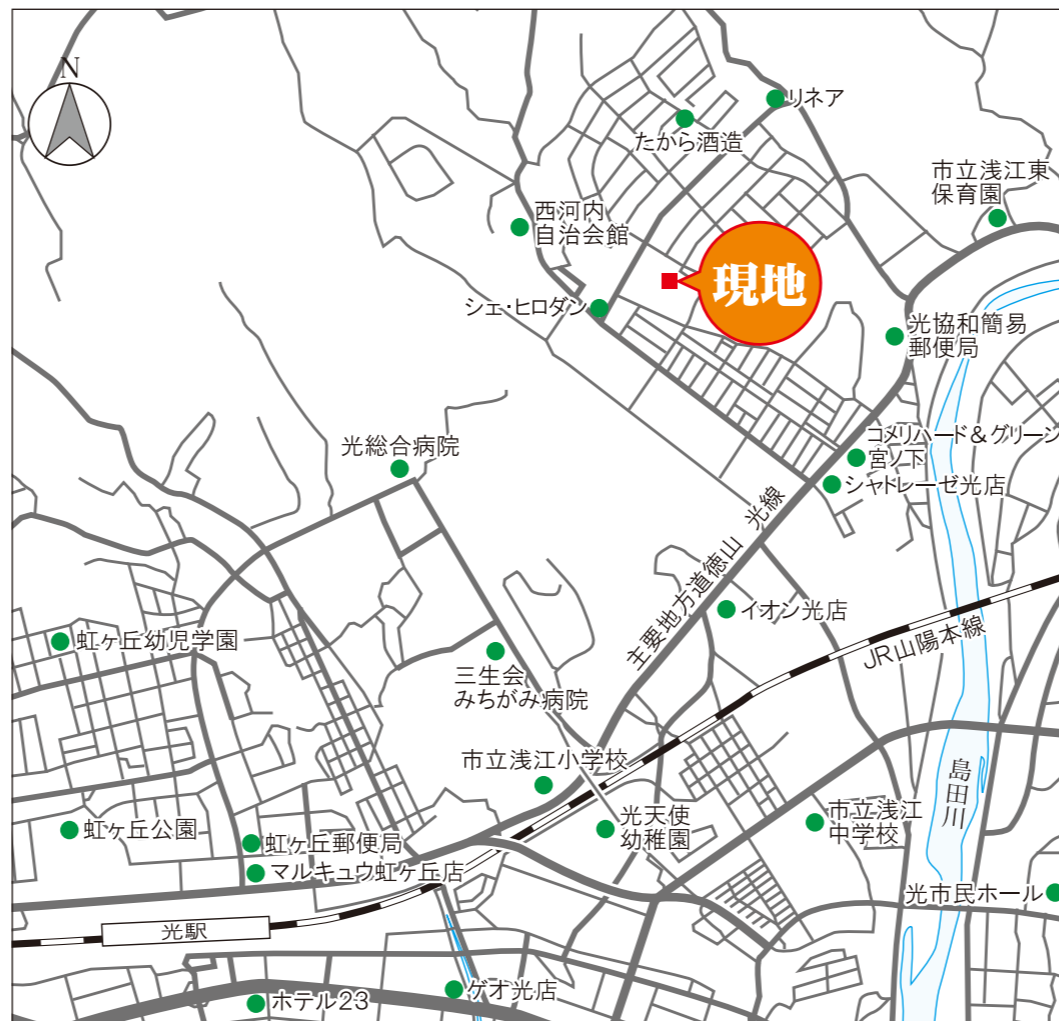 N
リネア
たから酒造
市立浅江東
保育園
西河内
自治会館
現地
シェ・ヒロダン
光協和簡易
郵便局
コメリハード&グリーン
宮ノ下
シャトレーゼ光店
光総合病院
主要地方道徳山 光線
イオン光店
JR山陽本線
虹ヶ丘幼児学園
三生会
みちがみ病院
市立浅江小学校
島田川
虹ヶ丘公園
虹ヶ丘郵便局
光天使
幼稚園
市立浅江
中学校
マルキュウ虹ヶ丘店
光市民ホール
光駅
ホテル23
ゲオ光店